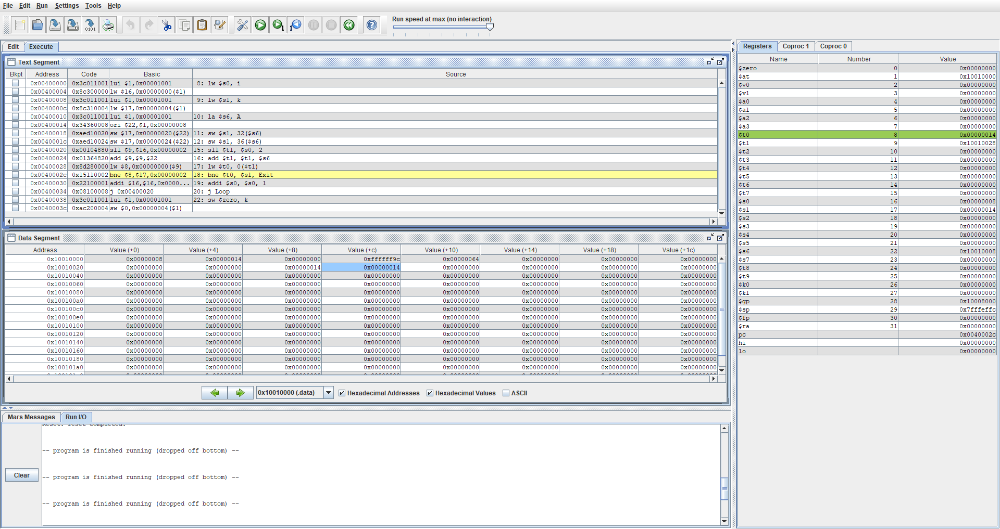 File Edit Run Settings Tools Help
Run speed at max (no interaction)
Edit Execute
Text Segment
Bkpt Address Code Basic Source
0x00400000 0x3c011001 lui $1,0x00001001 8: lw $s0, i
0x00400004 0x8c300000 lw $16,0x00000000($1)
0x00400008 0x3c011001 lui $1,0x00001001 9: lw $s1, k
0x0040000c 0x8c310004 lw $17,0x00000004($1)
0x00400010 0x3c011001 lui $1,0x00001001 10: la $s6, A
0x00400014 0x34360008 ori $22,$1,0x00000008
0x00400018 0xaed10020 sw $17,0x00000020($22) 11: sw $s1, 32($s6)
0x0040001c 0xaed10024 sw $17,0x00000024($22) 12: sw $s1, 36($s6)
0x00400020 0x00104880 sll $9,$16,0x00000002 15: sll $t1, $s0, 2
0x00400024 0x01364820 add $9,$9,$22 16: add $t1, $t1, $s6
0x00400028 0x8d280000 lw $8,0x00000000($9) 17: lw $t0, 0($t1)
0x0040002c 0x15110002 bne $8,$17,0x00000002 18: bne $t0, $s1, Exit
0x00400030 0x22100001 addi $16,$16,0x0000... 19: addi $s0, $s0, 1
0x00400034 0x08100008 j 0x00400020 20: j Loop
0x00400038 0x3c011001 lui $1,0x00001001 22: sw $zero, k
0x0040003c 0xac200004 sw $0,0x00000004($1)
Data Segment
Address Value (+0) Value (+4) Value (+8) Value (+c) Value (+10) Value (+14) Value (+18) Value (+1c)
0x10010000 0x00000008 0x00000014 0x00000000 0xffffff9c 0x00000064 0x00000000 0x00000000 0x00000000
0x10010020 0x00000000 0x00000000 0x00000014 0x00000014 0x00000000 0x00000000 0x00000000 0x00000000
0x10010040 0x00000000 0x00000000 0x00000000 0x00000000 0x00000000 0x00000000 0x00000000 0x00000000
0x10010060 0x00000000 0x00000000 0x00000000 0x00000000 0x00000000 0x00000000 0x00000000 0x00000000
0x10010080 0x00000000 0x00000000 0x00000000 0x00000000 0x00000000 0x00000000 0x00000000 0x00000000
0x100100a0 0x00000000 0x00000000 0x00000000 0x00000000 0x00000000 0x00000000 0x00000000 0x00000000
0x100100c0 0x00000000 0x00000000 0x00000000 0x00000000 0x00000000 0x00000000 0x00000000 0x00000000
0x100100e0 0x00000000 0x00000000 0x00000000 0x00000000 0x00000000 0x00000000 0x00000000 0x00000000
0x10010100 0x00000000 0x00000000 0x00000000 0x00000000 0x00000000 0x00000000 0x00000000 0x00000000
0x10010120 0x00000000 0x00000000 0x00000000 0x00000000 0x00000000 0x00000000 0x00000000 0x00000000
0x10010140 0x00000000 0x00000000 0x00000000 0x00000000 0x00000000 0x00000000 0x00000000 0x00000000
0x10010160 0x00000000 0x00000000 0x00000000 0x00000000 0x00000000 0x00000000 0x00000000 0x00000000
0x10010180 0x00000000 0x00000000 0x00000000 0x00000000 0x00000000 0x00000000 0x00000000 0x00000000
0x100101a0 0x00000000 0x00000000 0x00000000 0x00000000 0x00000000 0x00000000 0x00000000 0x00000000
0x10010000 (.data) Hexadecimal Addresses Hexadecimal Values ASCII
Mars Messages Run I/O
Reset: reset completed.
-- program is finished running (dropped off bottom) --
-- program is finished running (dropped off bottom) --
-- program is finished running (dropped off bottom) --
Clear
Registers Coproc 1 Coproc 0
Name Number Value
$zero 0 0x00000000
$at 1 0x10010000
$v0 2 0x00000000
$v1 3 0x00000000
$a0 4 0x00000000
$a1 5 0x00000000
$a2 6 0x00000000
$a3 7 0x00000000
$t0 8 0x00000014
$t1 9 0x10010028
$t2 10 0x00000000
$t3 11 0x00000000
$t4 12 0x00000000
$t5 13 0x00000000
$t6 14 0x00000000
$t7 15 0x00000000
$s0 16 0x00000008
$s1 17 0x00000014
$s2 18 0x00000000
$s3 19 0x00000000
$s4 20 0x00000000
$s5 21 0x00000000
$s6 22 0x10010008
$s7 23 0x00000000
$t8 24 0x00000000
$t9 25 0x00000000
$k0 26 0x00000000
$k1 27 0x00000000
$gp 28 0x10008000
$sp 29 0x7fffeffc
$fp 30 0x00000000
$ra 31 0x00000000
pc 0x0040002c
hi 0x00000000
lo 0x00000000